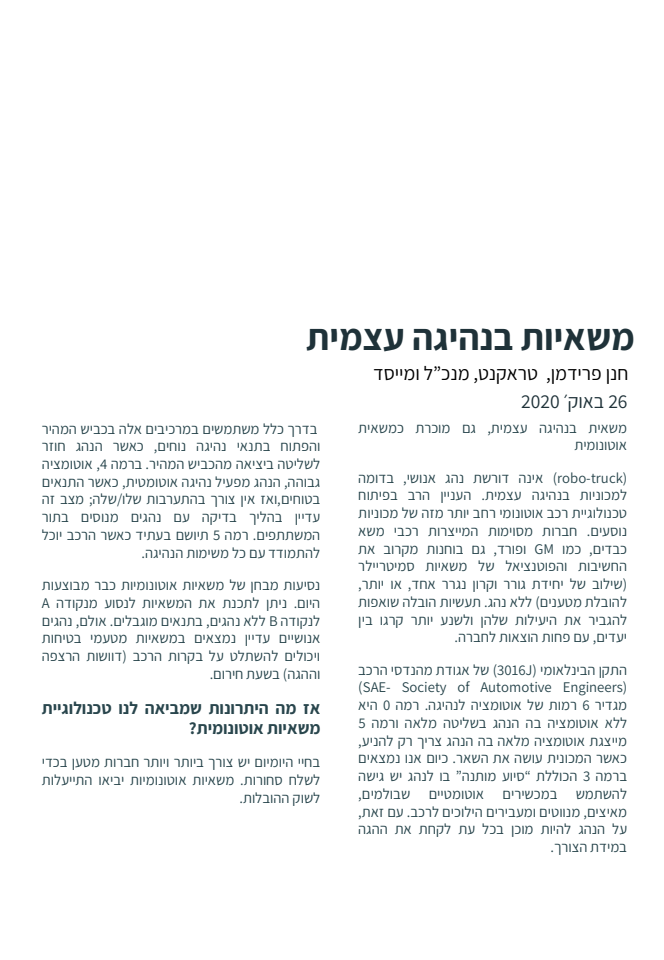 משאיות בנהיגה עצמית
חנן פרידמן, טראקנט, מנכ”ל ומייסד
26 באוק׳ 2020
משאית בנהיגה עצמית, גם מוכרת כמשאית
אוטונומית
(robo-truck) אינה דורשת נהג אנושי, בדומה
למכוניות בנהיגה עצמית. העניין הרב בפיתוח
טכנולוגיית רכב אוטונומי רחב יותר מזה של מכוניות
נוסעים. חברות מסוימות המייצרות רכבי משא
כבדים, כמו GM ופורד, גם בוחנות מקרוב את
החשיבות והפוטנציאל של משאיות סמיטריילר
(שילוב של יחידת גורר וקרון נגרר אחד, או יותר,
להובלת מטענים) ללא נהג. תעשיות הובלה שואפות
להגביר את היעילות שלהן ולשנע יותר קרגו בין
יעדים, עם פחות הוצאות לחברה.
התקן הבינלאומי (3016J) של אגודת מהנדסי הרכב
(SAE- Society of Automotive Engineers)
מגדיר 6 רמות של אוטומציה לנהיגה. רמה 0 היא
ללא אוטומציה בה הנהג בשליטה מלאה ורמה 5
מייצגת אוטומציה מלאה בה הנהג צריך רק להניע,
כאשר המכונית עושה את השאר. כיום אנו נמצאים
ברמה 3 הכוללת “סיוע מותנה” בו לנהג יש גישה
להשתמש במכשירים אוטומטיים שבולמים,
מאיצים, מנווטים ומעבירים הילוכים לרכב. עם זאת,
על הנהג להיות מוכן בכל עת לקחת את ההגה
במידת הצורך.
בדרך כלל משתמשים במרכיבים אלה בכביש המהיר
והפתוח בתנאי נהיגה נוחים, כאשר הנהג חוזר
לשליטה ביציאה מהכביש המהיר. ברמה 4, אוטומציה
גבוהה, הנהג מפעיל נהיגה אוטומטית, כאשר התנאים
בטוחים,ואז אין צורך בהתערבות שלו/שלה; מצב זה
עדיין בהליך בדיקה עם נהגים מנוסים בתור
המשתתפים. רמה 5 תיושם בעתיד כאשר הרכב יוכל
להתמודד עם כל משימות הנהיגה.
נסיעות מבחן של משאיות אוטונומיות כבר מבוצעות
היום. ניתן לתכנת את המשאיות לנסוע מנקודה A
לנקודה B ללא נהגים, בתנאים מוגבלים. אולם, נהגים
אנושיים עדיין נמצאים במשאיות מטעמי בטיחות
ויכולים להשתלט על בקרות הרכב (דוושות הרצפה
וההגה) בשעת חירום.
אז מה היתרונות שמביאה לנו טכנולוגיית
משאיות אוטונומית?
בחיי היומיום יש צורך ביותר ויותר חברות מטען בכדי
לשלח סחורות. משאיות אוטונומיות יביאו התייעלות
לשוק ההובלות.